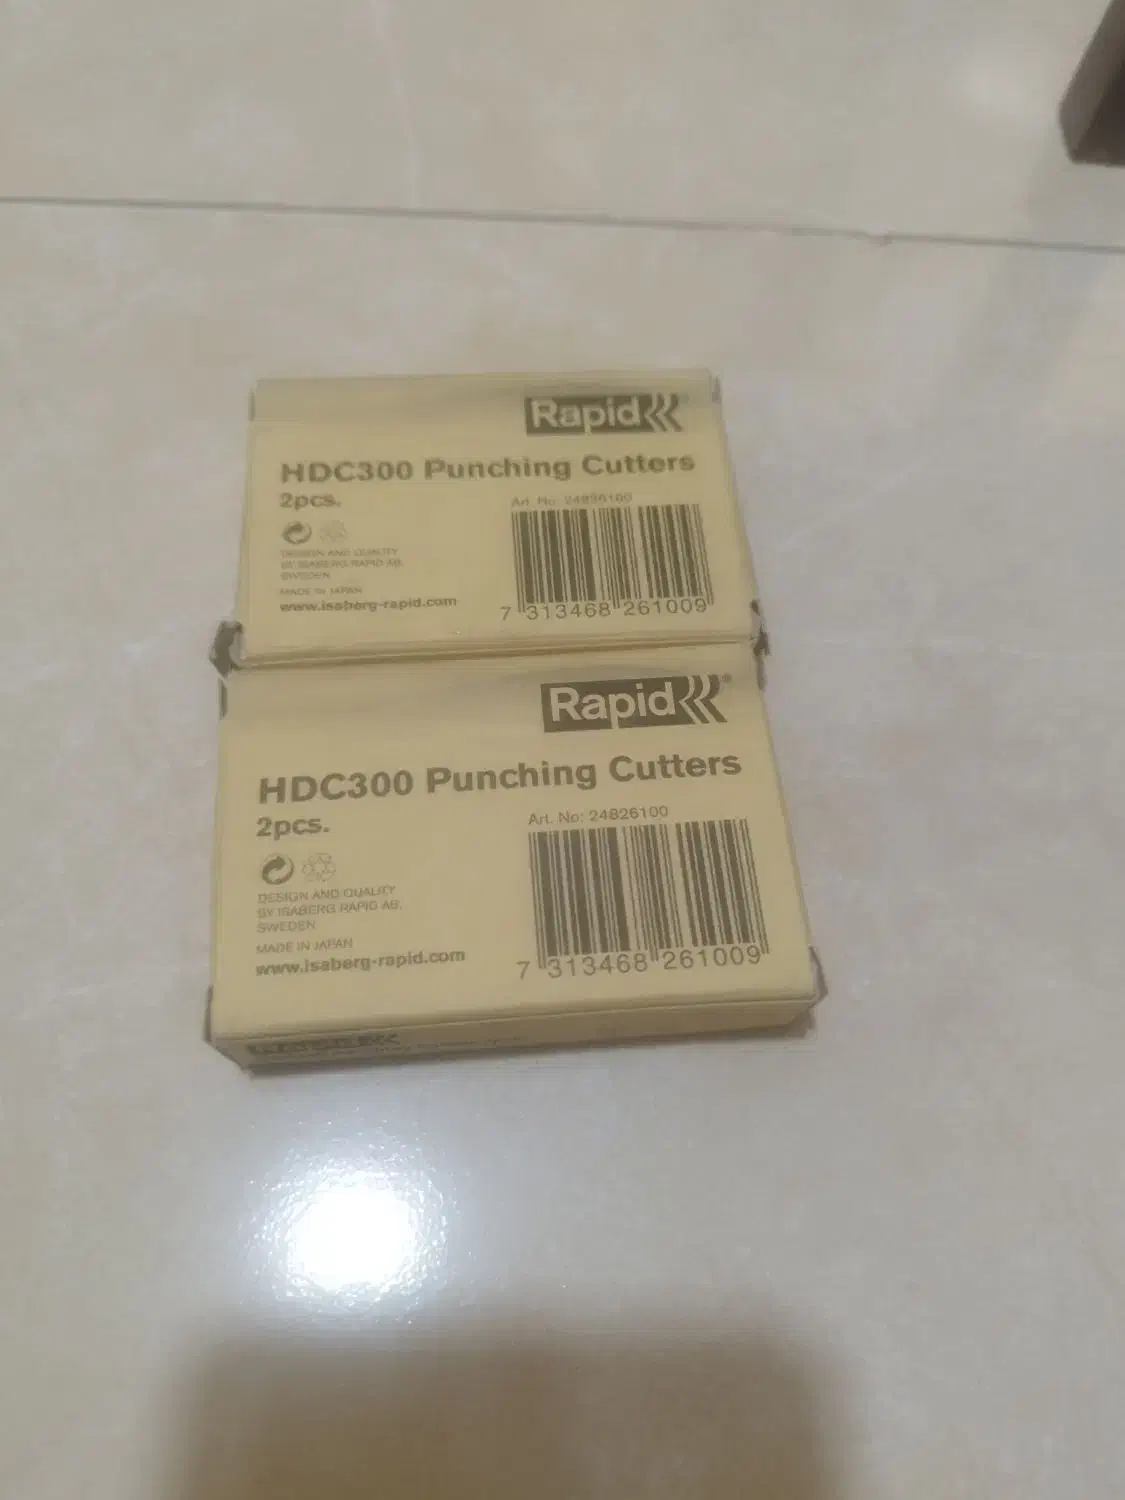 Rapid
HDC300 Punching Cutters
2pcs.
Art. No: 24826100
DESIGN AND QUALITY
BY ISABERG RAPID AB,
SWEDEN
MADE IN JAPAN
www.isaberg-rapid.com
7 313468 261009
Rapid
HDC300 Punching Cutters
2pcs.
Art. No: 24826100
DESIGN AND QUALITY
BY ISABERG RAPID AB,
SWEDEN
MADE IN JAPAN
www.isaberg-rapid.com
7 313468 261009